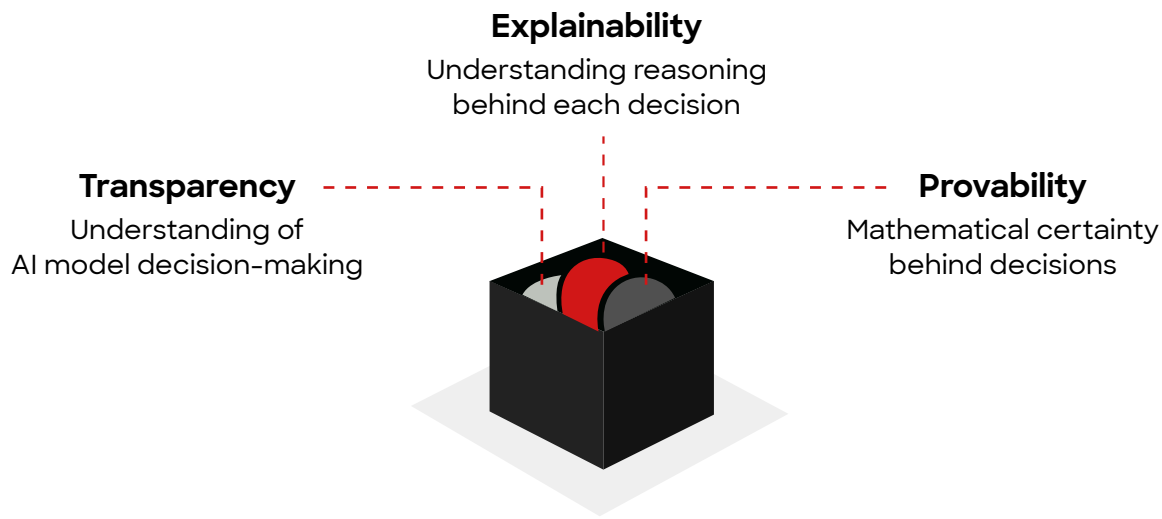 Explainability
Understanding reasoning
behind each decision
Transparency
Understanding of
AI model decision-making
Provability
Mathematical certainty
behind decisions